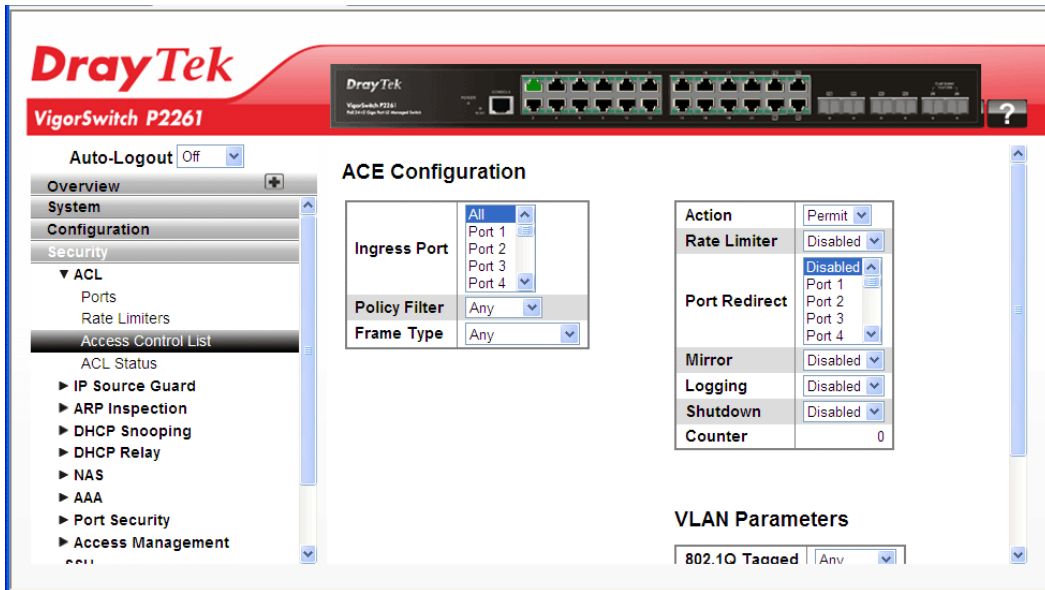 DrayTek
VigorSwitch P2261
DrayTek
VigorSwitch P2261
?
Auto-Logout Off
Overview
System
Configuration
Security
▼ ACL
Ports
Rate Limiters
Access Control List
ACL Status
► IP Source Guard
► ARP Inspection
► DHCP Snooping
► DHCP Relay
► NAS
► AAA
► Port Security
► Access Management
ACE Configuration
Ingress Port
All
Port 1
Port 2
Port 3
Port 4
Policy Filter Any
Frame Type Any
Action Permit
Rate Limiter Disabled
Port Redirect
Disabled
Port 1
Port 2
Port 3
Port 4
Mirror Disabled
Logging Disabled
Shutdown Disabled
Counter 0
VLAN Parameters
802.1Q Tagged Any